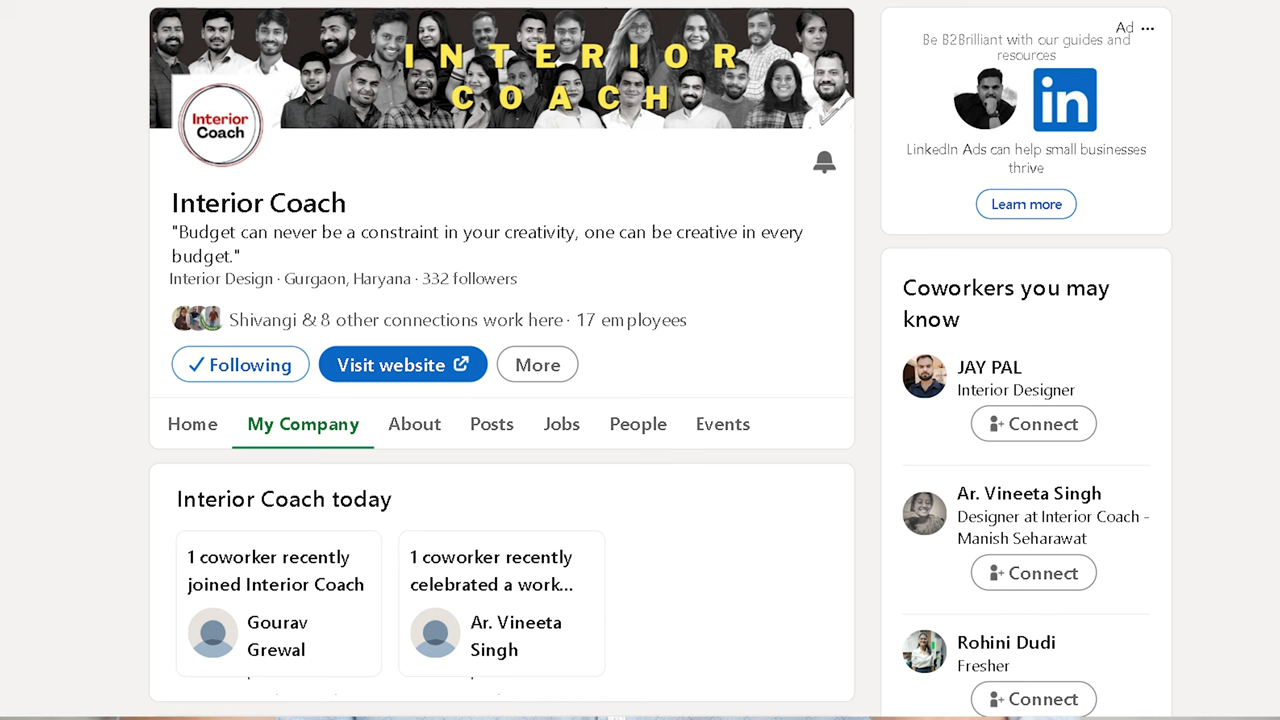 INTERIOR
COACH
Interior
Coach
Interior Coach
"Budget can never be a constraint in your creativity, one can be creative in every
budget."
Interior Design · Gurgaon, Haryana · 332 followers
Shivangi & 8 other connections work here · 17 employees
Following
Visit website
More
Home
My Company
About
Posts
Jobs
People
Events
Interior Coach today
1 coworker recently
joined Interior Coach
Gourav
Grewal
1 coworker recently
celebrated a work...
Ar. Vineeta
Singh
Ad ...
Be B2Brilliant with our guides and
resources
in
LinkedIn Ads can help small businesses
thrive
Learn more
Coworkers you may
know
JAY PAL
Interior Designer
Connect
Ar. Vineeta Singh
Designer at Interior Coach -
Manish Seharawat
Connect
Rohini Dudi
Fresher
Connect